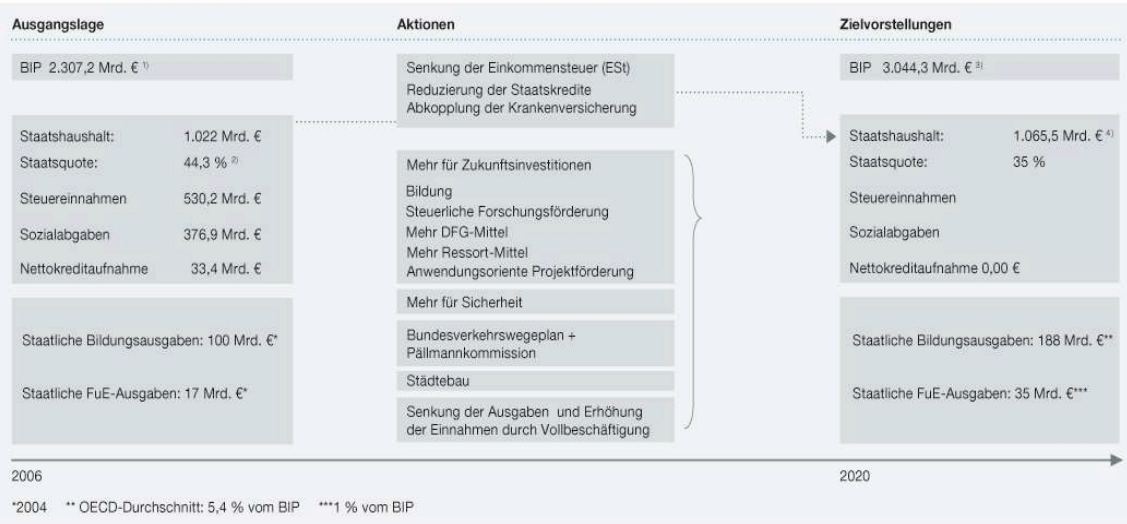 Ausgangslage
BIP 2.307,2 Mrd. € 1)
Staatshaushalt: 1.022 Mrd. €
Staatsquote: 44,3 % 2)
Steuereinnahmen 530,2 Mrd. €
Sozialabgaben 376,9 Mrd. €
Nettokreditaufnahme 33,4 Mrd. €
Staatliche Bildungsausgaben: 100 Mrd. €*
Staatliche FuE-Ausgaben: 17 Mrd. €*
Aktionen
Senkung der Einkommensteuer (ESt)
Reduzierung der Staatskredite
Abkopplung der Krankenversicherung
Mehr für Zukunftsinvestitionen
Bildung
Steuerliche Forschungsförderung
Mehr DFG-Mittel
Mehr Ressort-Mittel
Anwendungsoriente Projektförderung
Mehr für Sicherheit
Bundesverkehrswegeplan +
Pällmannkommission
Städtebau
Senkung der Ausgaben und Erhöhung
der Einnahmen durch Vollbeschäftigung
Zielvorstellungen
BIP 3.044,3 Mrd. € 3)
Staatshaushalt: 1.065,5 Mrd. € 4)
Staatsquote: 35 %
Steuereinnahmen
Sozialabgaben
Nettokreditaufnahme 0,00 €
Staatliche Bildungsausgaben: 188 Mrd. €**
Staatliche FuE-Ausgaben: 35 Mrd. €***
2006
2020
*2004 ** OECD-Durchschnitt: 5,4 % vom BIP ***1 % vom BIP